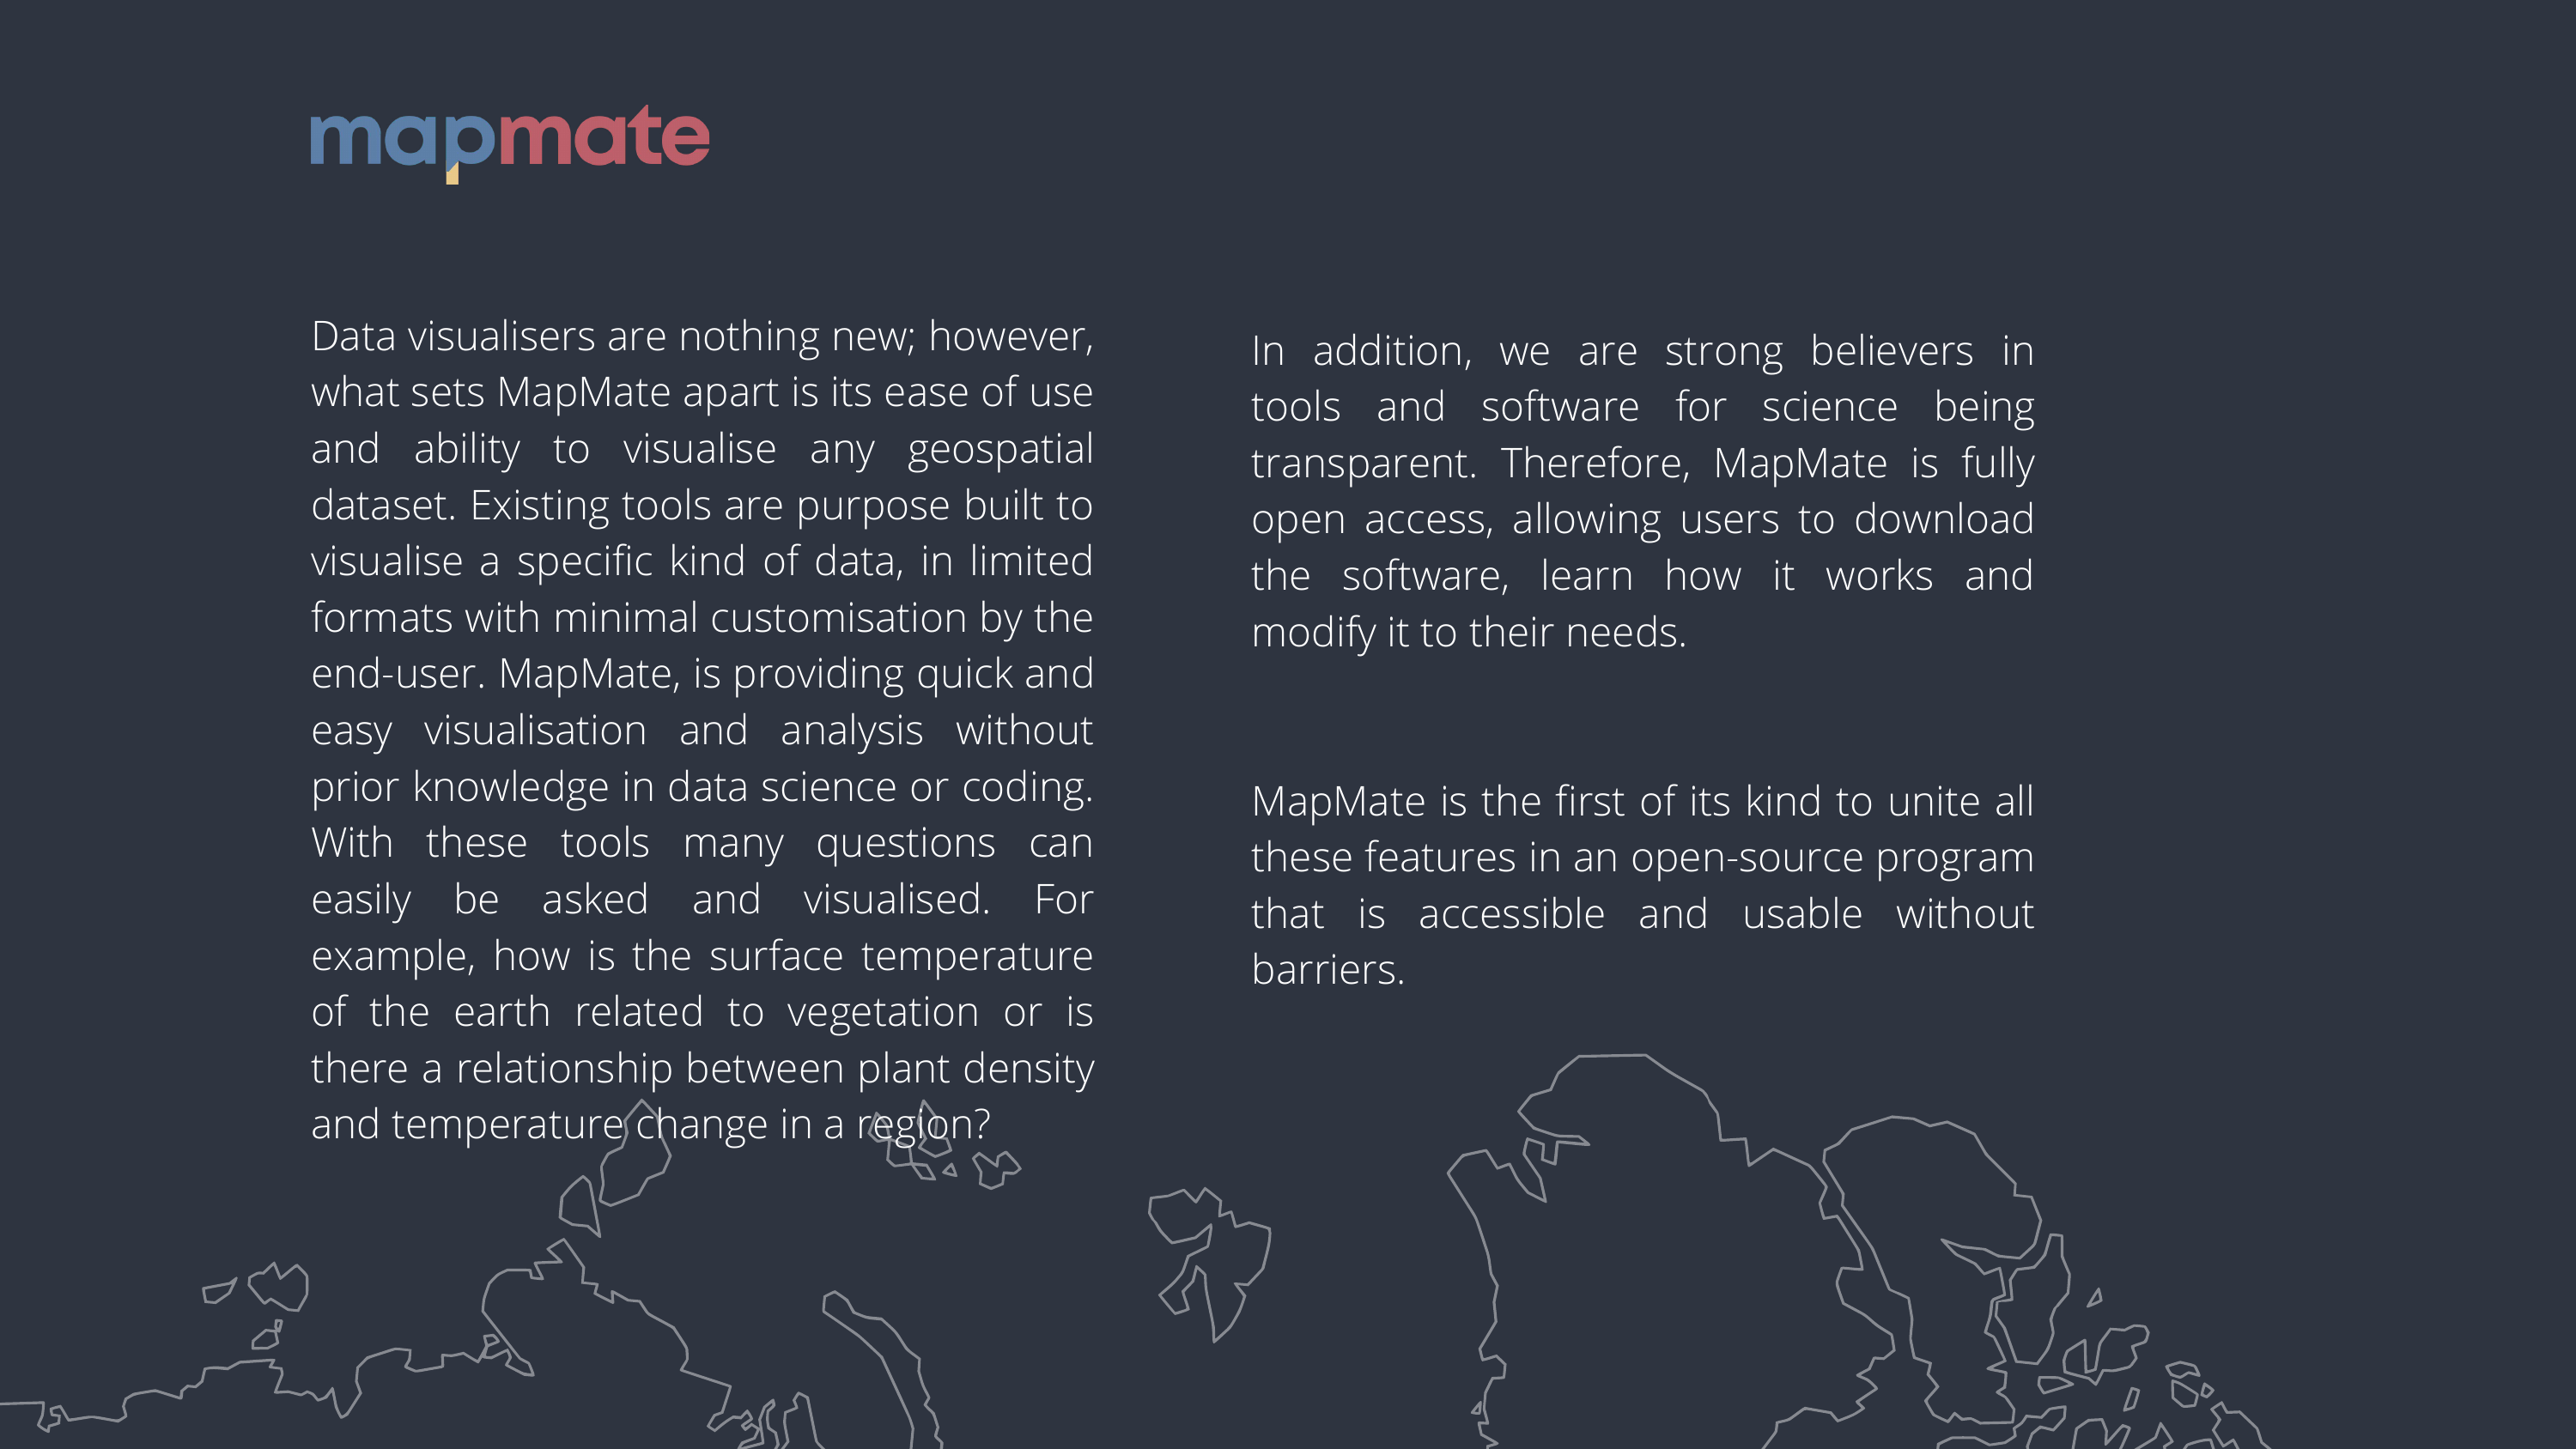 mapmate
Data visualisers are nothing new; however,
what sets MapMate apart is its ease of use
and ability to visualise any geospatial
dataset. Existing tools are purpose built to
visualise a specific kind of data, in limited
formats with minimal customisation by the
end-user. MapMate, is providing quick and
easy visualisation and analysis without
prior knowledge in data science or coding.
With these tools many questions can
easily be asked and visualised. For
example, how is the surface temperature
of the earth related to vegetation or is
there a relationship between plant density
and temperature change in a region?
In addition, we are strong believers in
tools and software for science being
transparent. Therefore, MapMate is fully
open access, allowing users to download
the software, learn how it works and
modify it to their needs.
MapMate is the first of its kind to unite all
these features in an open-source program
that is accessible and usable without
barriers.